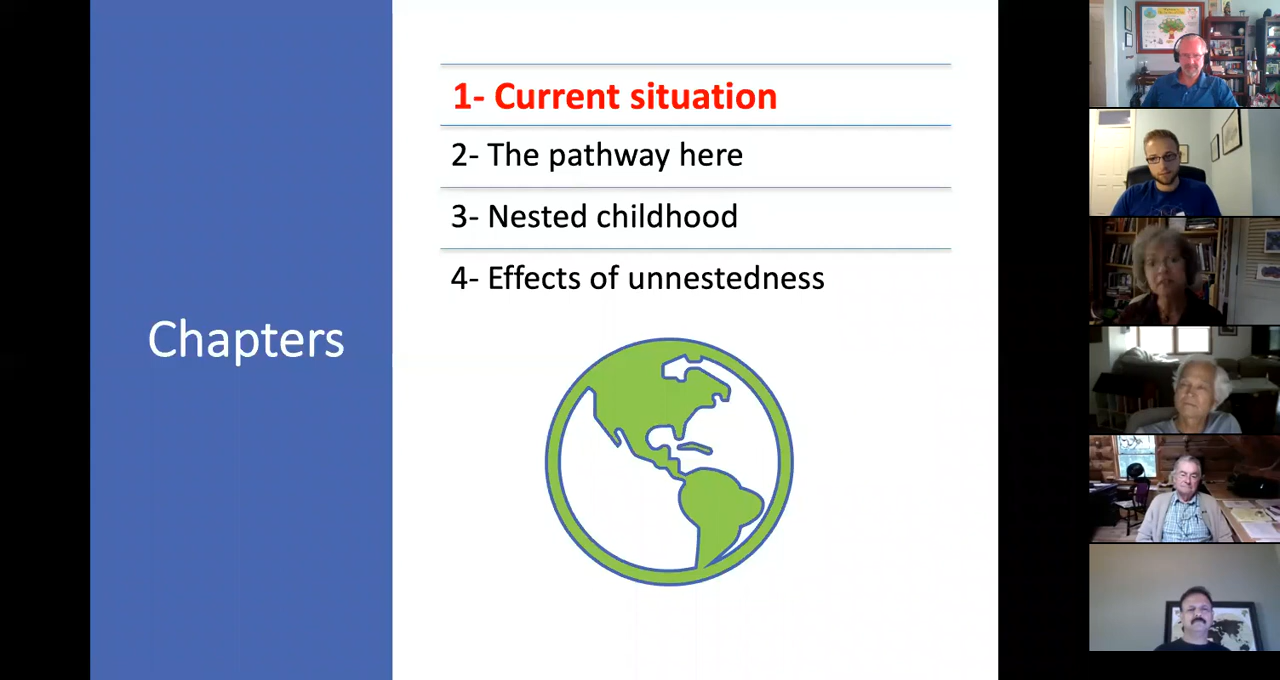 Chapters
1- Current situation
2- The pathway here
3- Nested childhood
4- Effects of unnestedness